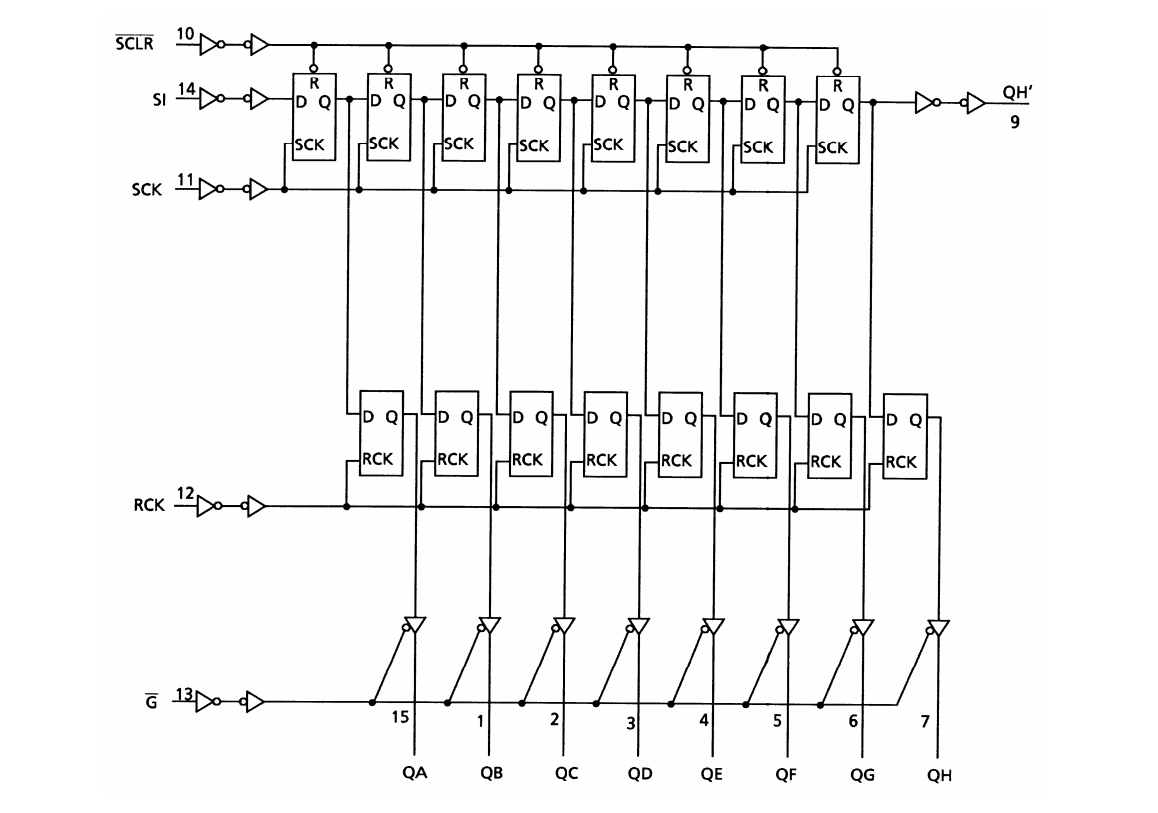 SCLR 10
R R R R R R R R
SI 14 D Q D Q D Q D Q D Q D Q D Q D Q QH'
9
SCK SCK SCK SCK SCK SCK SCK SCK
SCK 11
D Q D Q D Q D Q D Q D Q D Q D Q
RCK RCK RCK RCK RCK RCK RCK RCK
RCK 12
G 13
15 1 2 3 4 5 6 7
QA QB QC QD QE QF QG QH